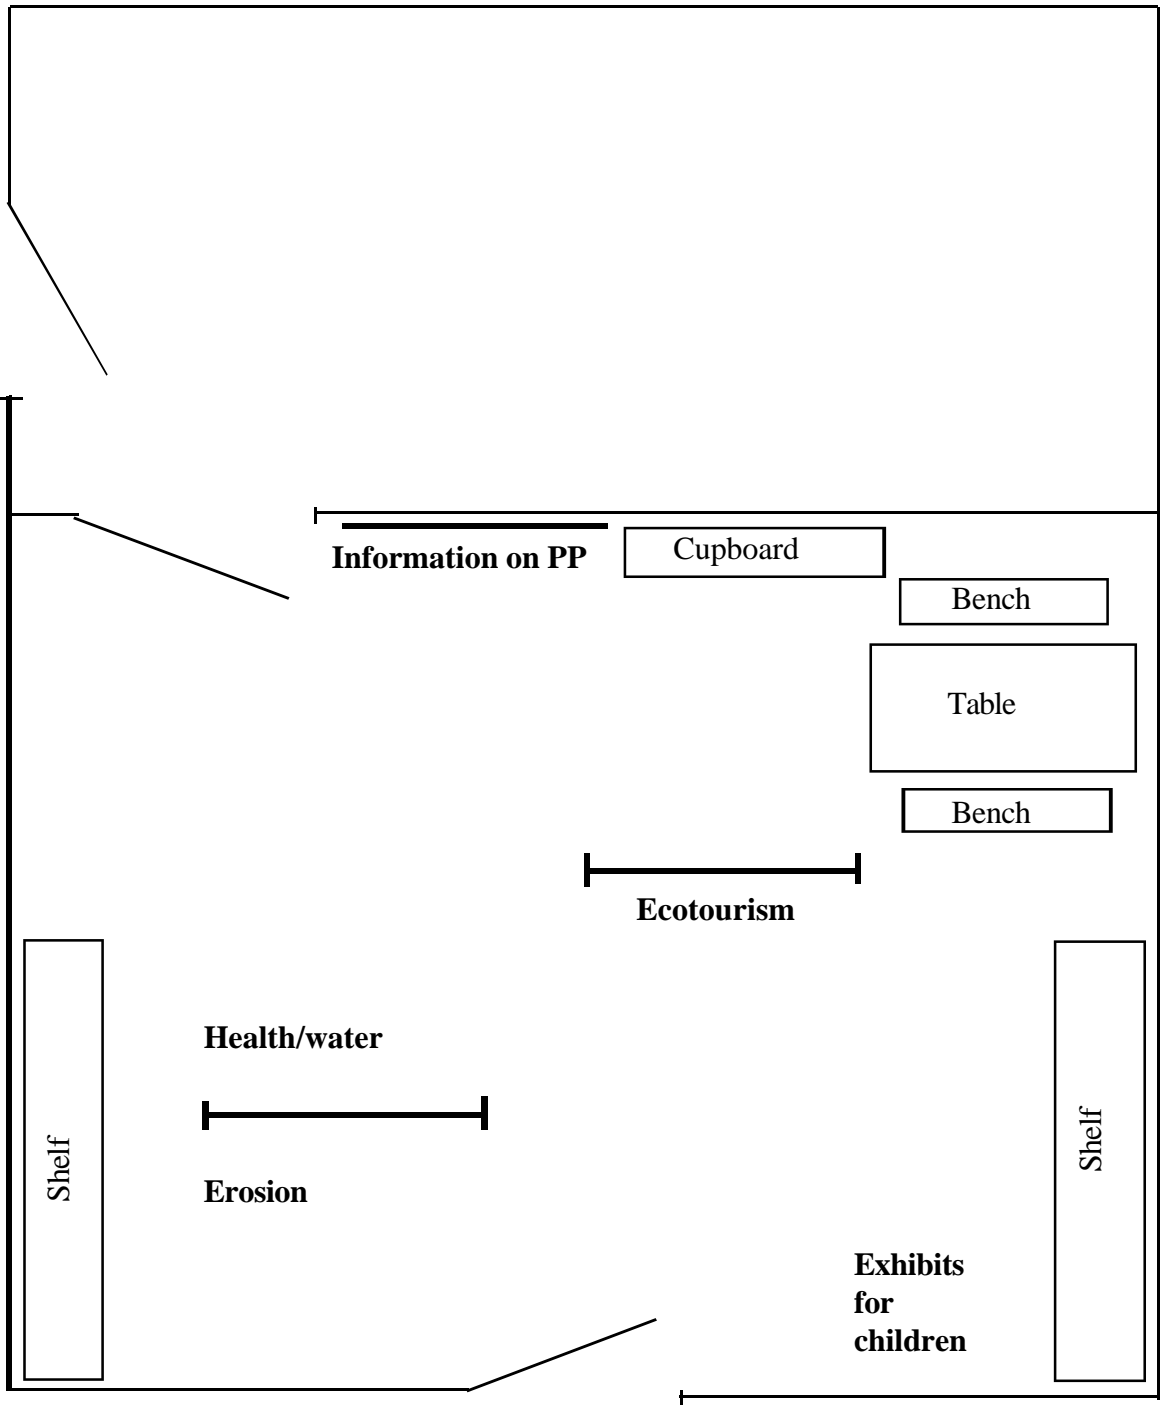 Information on PP
Cupboard
Bench
Table
Bench
Ecotourism
Health/water
Shelf
Shelf
Erosion
Exhibits
for
children